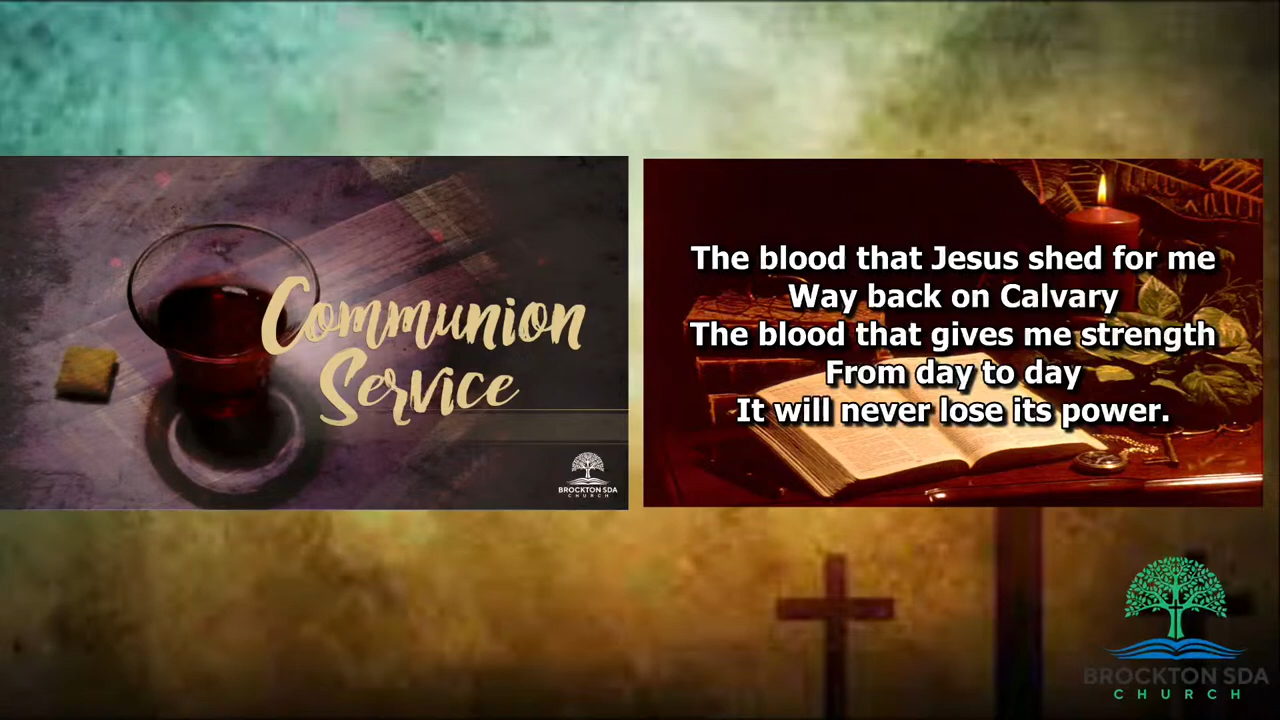 Communion
Service
BROCKTON SDA
CHURCH
The blood that Jesus shed for me
Way back on Calvary
The blood that gives me strength
From day to day
It will never lose its power.
BROCKTON SDA
CHURCH